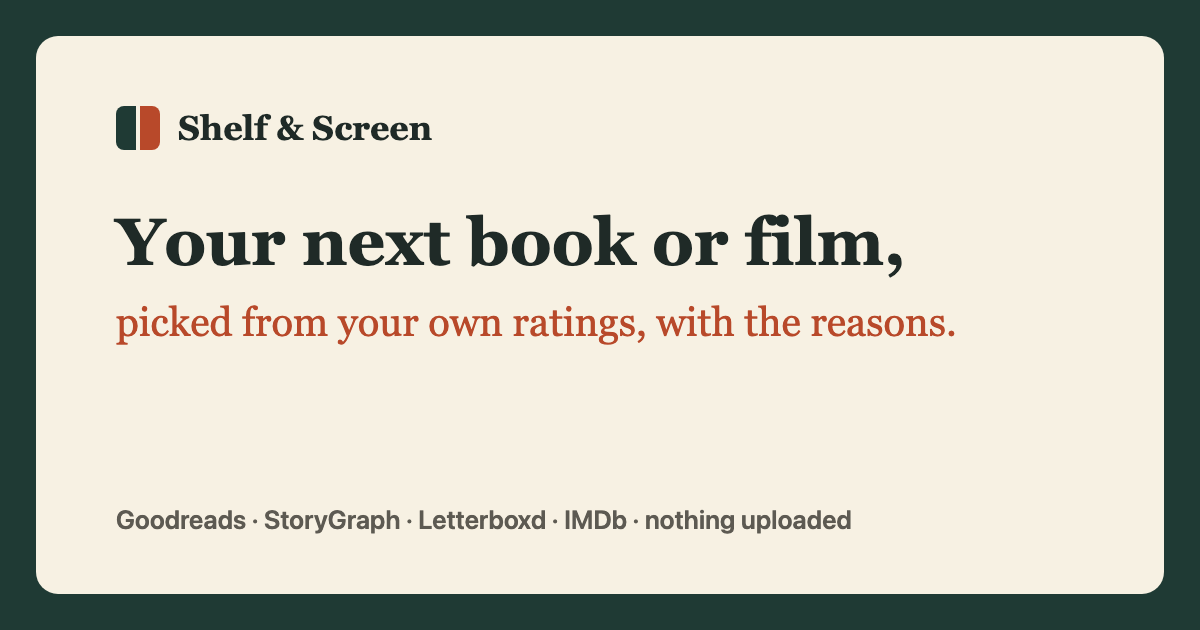 Shelf & Screen
Your next book or film,
picked from your own ratings, with the reasons.
Goodreads · StoryGraph · Letterboxd · IMDb · nothing uploaded